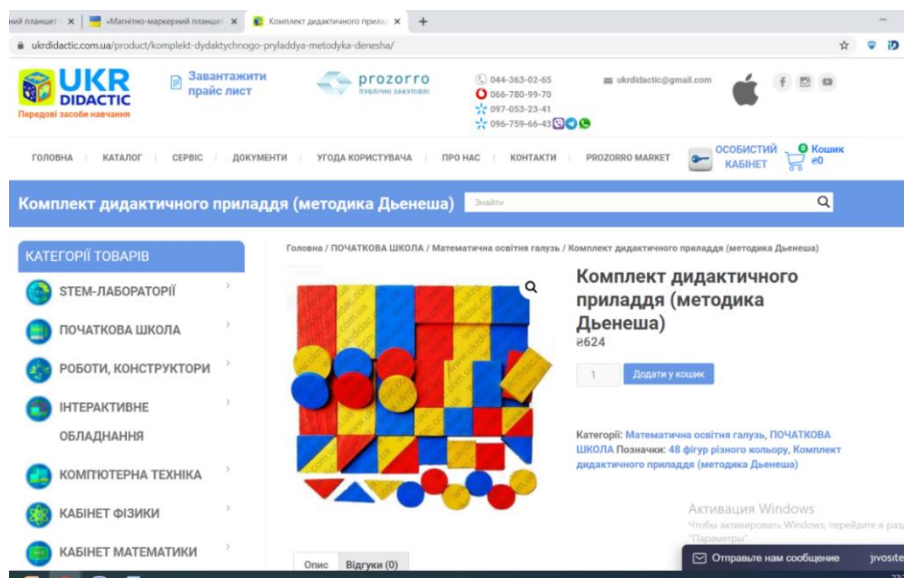 ний планшет
«Магнітно-маркерний планшет
Комплект дидактичного прилад
ukrdidactic.com.ua/product/komplekt-dydaktychnogo-pryladdya-metodyka-denesha/
UKR
DIDACTIC
Передові засоби навчання
Завантажити
прайс лист
prozorro
публічні закупівлі
044-363-02-65
066-780-99-70
097-053-23-41
096-759-66-43
ukrdidactic@gmail.com
ГОЛОВНА
КАТАЛОГ
СЕРВІС
ДОКУМЕНТИ
УГОДА КОРИСТУВАЧА
ПРО НАС
КОНТАКТИ
PROZORRO MARKET
ОСОБИСТИЙ
КАБІНЕТ
0
Кошик
₴0
Комплект дидактичного приладдя (методика Дьенеша)
Знайти
КАТЕГОРІЇ ТОВАРІВ
STEM-ЛАБОРАТОРІЇ
ПОЧАТКОВА ШКОЛА
РОБОТИ, КОНСТРУКТОРИ
ІНТЕРАКТИВНЕ
ОБЛАДНАННЯ
КОМП'ЮТЕРНА ТЕХНІКА
КАБІНЕТ ФІЗИКИ
КАБІНЕТ МАТЕМАТИКИ
Головна / ПОЧАТКОВА ШКОЛА / Математична освітня галузь / Комплект дидактичного приладдя (методика Дьенеша)
Комплект дидактичного
приладдя (методика
Дьенеша)
₴624
1
Додати у кошик
Категорії: Математична освітня галузь, ПОЧАТКОВА
ШКОЛА Позначки: 48 фігур різного кольору, Комплект
дидактичного приладдя (методика Дьенеша)
Опис
Відгуки (0)
Активация Windows
Чтобы активировать Windows, перейдите в разд
"Параметры".
Отправьте нам сообщение
jivosite